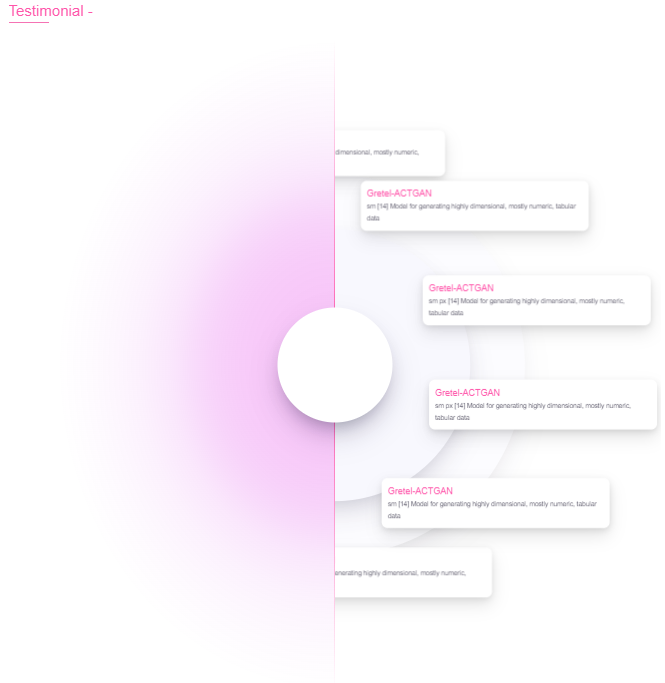 Testimonial -
dimensional, mostly numeric,
Gretel-ACTGAN
sm [14] Model for generating highly dimensional, mostly numeric, tabular
data
Gretel-ACTGAN
sm px [14] Model for generating highly dimensional, mostly numeric,
tabular data
Gretel-ACTGAN
sm px [14] Model for generating highly dimensional, mostly numeric,
tabular data
Gretel-ACTGAN
sm [14] Model for generating highly dimensional, mostly numeric, tabular
data
enerating highly dimensional, mostly numeric,